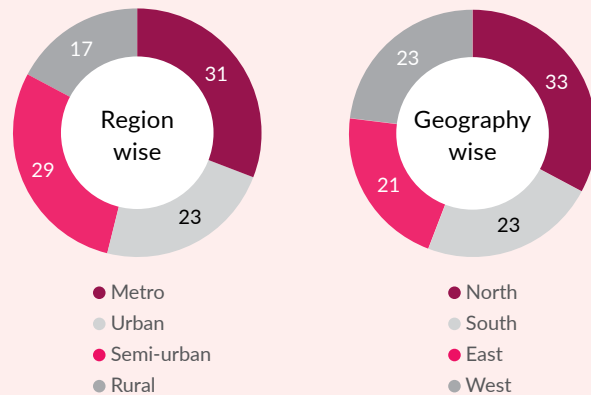 Region
wise
31
23
29
17
Metro
Urban
Semi-urban
Rural
Geography
wise
33
23
21
23
North
South
East
West